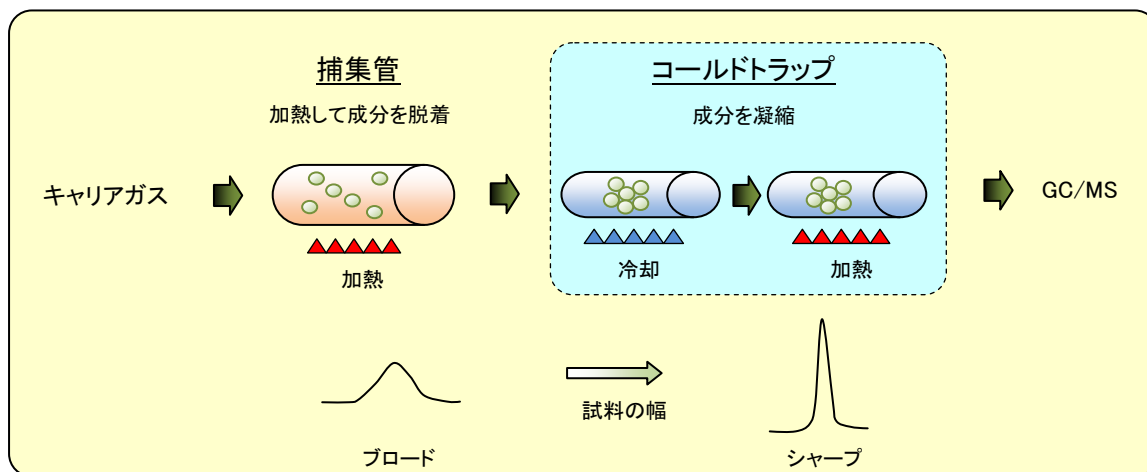 捕集管
加熱して成分を脱着
コールドトラップ
成分を凝縮
キャリアガス
GC/MS
加熱
冷却
加熱
試料の幅
ブロード
シャープ